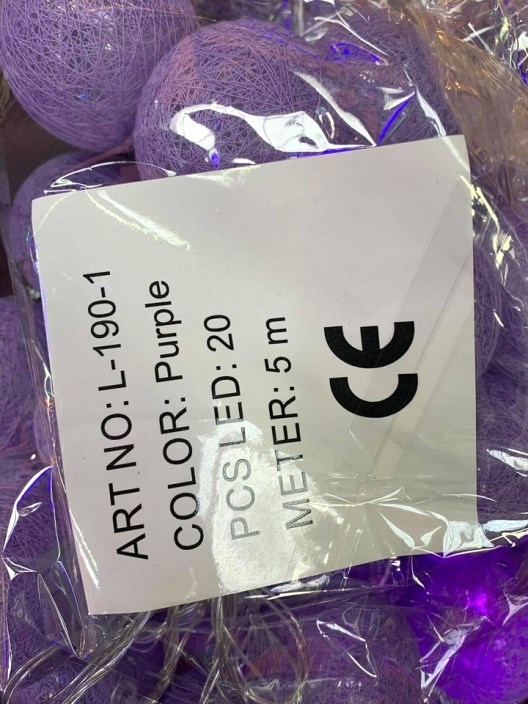 ART NO: L-190-1
COLOR: Purple
PCS LED: 20
METER: 5 m
CE